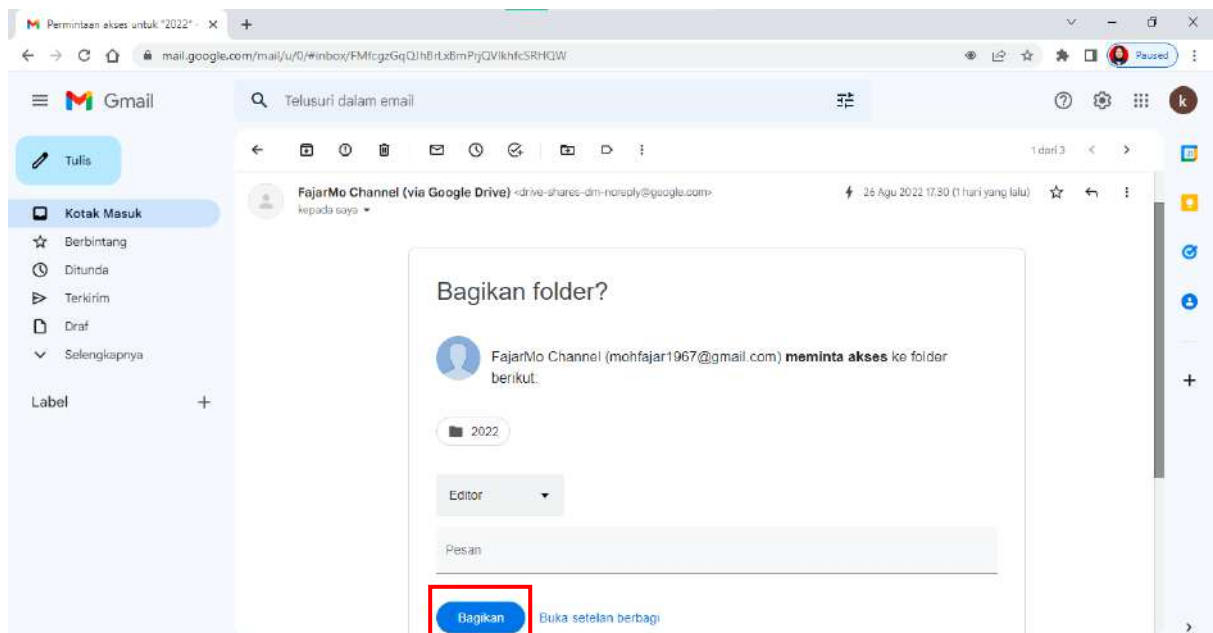 Permintaan akses untuk "2022" -
mail.google.com/mail/u/0/#inbox/
Paused
Gmail
Telusuri dalam email
k
Tulis
1 dari 3
Kotak Masuk
Berbintang
Ditunda
Terkirim
Draf
Selengkapnya
Label
FajarMo Channel (via Google Drive) <drive-shares-dm-noreply@google.com>
26 Agu 2022 17.30 (1 hari yang lalu)
kepada saya
Bagikan folder?
FajarMo Channel (mohfajar1967@gmail.com) meminta akses ke folder
berikut:
2022
Editor
Pesan
Bagikan
Buka setelan berbagi